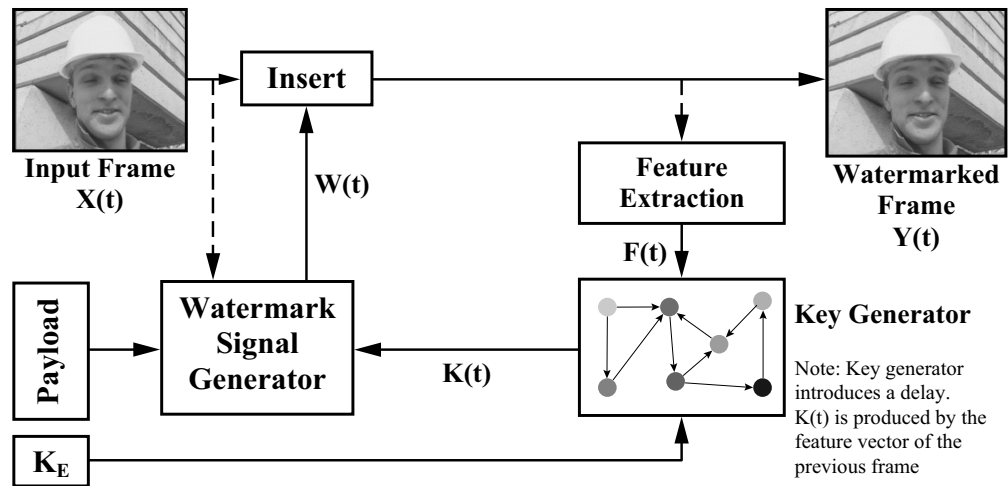 Insert
Input Frame
X(t)
W(t)
Feature
Extraction
Watermarked
Frame
Y(t)
F(t)
Payload
Watermark
Signal
Generator
K(t)
Key Generator
Note: Key generator
introduces a delay.
K(t) is produced by the
feature vector of the
previous frame
K_E